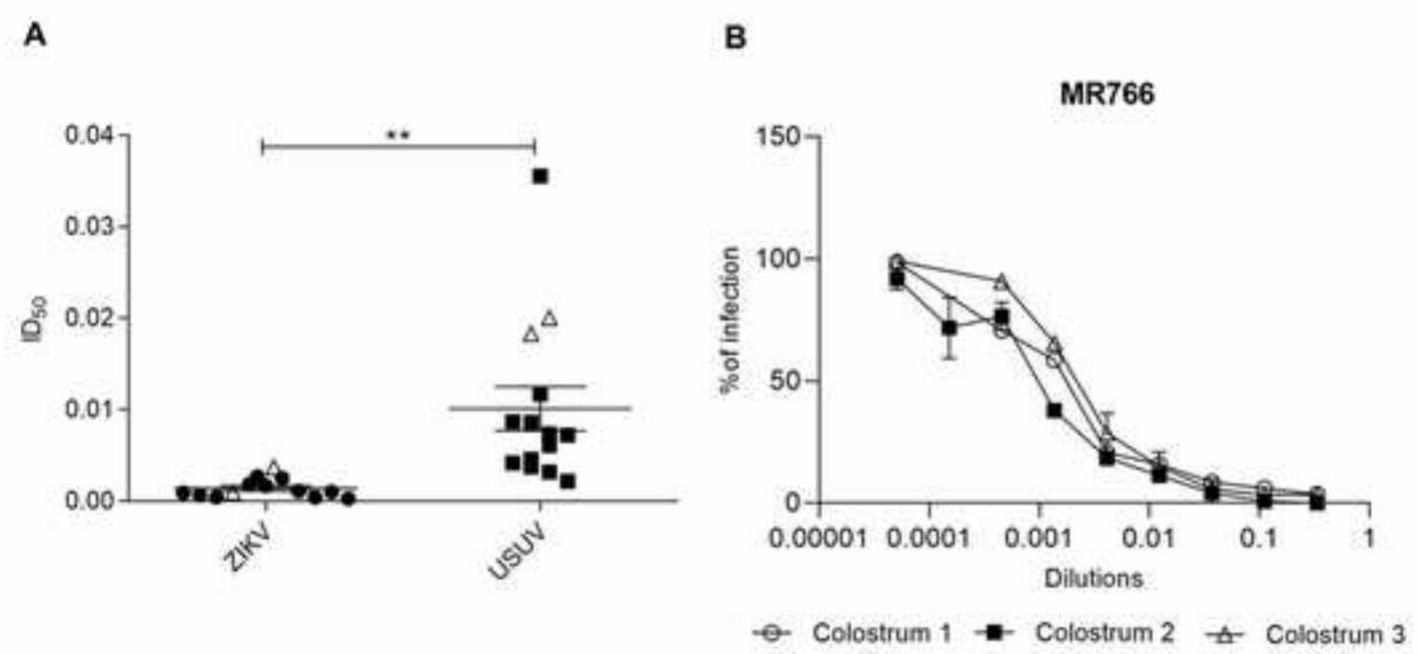 A
**
0.04
0.03
0.02
0.01
0.00
ID50
ZIKV
USUV
B
MR766
150
100
50
0
% of infection
0.00001 0.0001 0.001 0.01 0.1 1
Dilutions
Colostrum 1 Colostrum 2 Colostrum 3